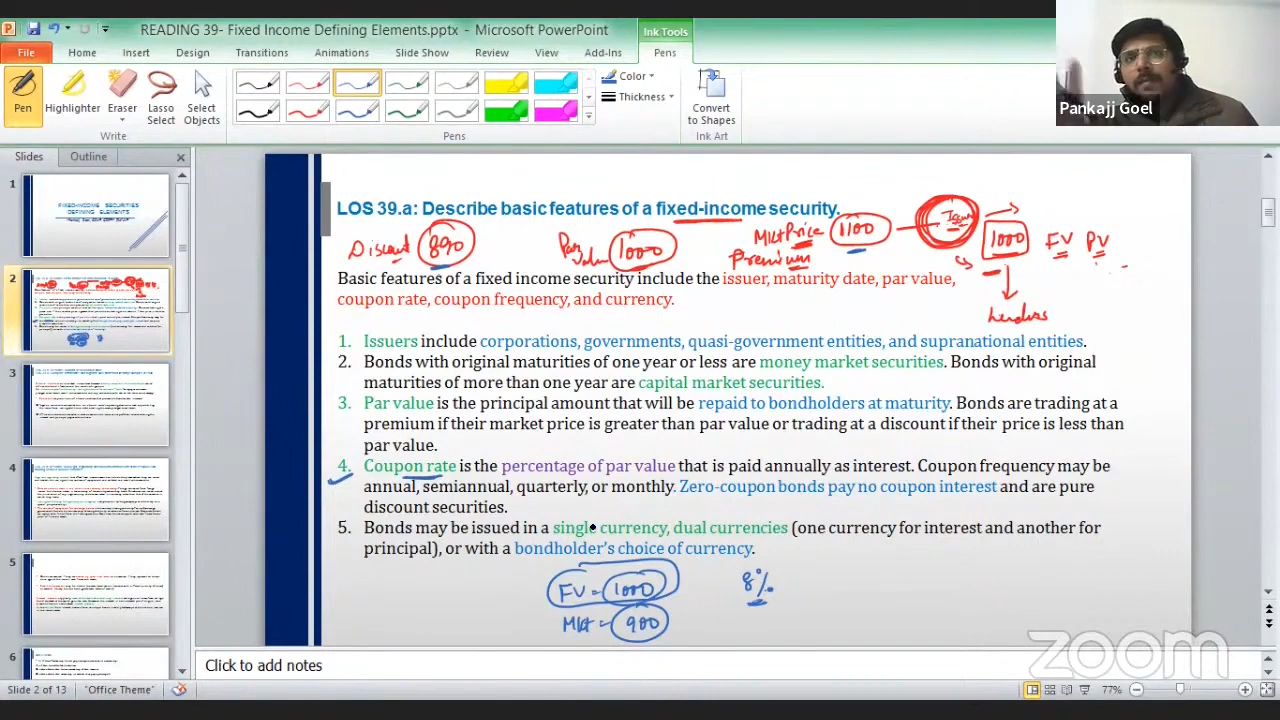 READING 39- Fixed Income Defining Elements.pptx - Microsoft PowerPoint
Ink Tools
File Home Insert Design Transitions Animations Slide Show Review View Add-Ins Pens
Pen Highlighter Eraser Lasso Select Select Objects
Color
Thickness
Convert to Shapes
Write Pens Ink Art
Pankajj Goel
Slides Outline
1
FIXED-INCOME SECURITIES
DEFINING ELEMENTS
2
3
4
5
6
LOS 39.a: Describe basic features of a fixed-income security.
Discount 890 Par Value 1000 Mkt Price 1100 Issuer 1000 FV PV
Premium
Basic features of a fixed income security include the issuer, maturity date, par value,
coupon rate, coupon frequency, and currency.
Lenders
1. Issuers include corporations, governments, quasi-government entities, and supranational entities.
2. Bonds with original maturities of one year or less are money market securities. Bonds with original
maturities of more than one year are capital market securities.
3. Par value is the principal amount that will be repaid to bondholders at maturity. Bonds are trading at a
premium if their market price is greater than par value or trading at a discount if their price is less than
par value.
4. Coupon rate is the percentage of par value that is paid annually as interest. Coupon frequency may be
annual, semiannual, quarterly, or monthly. Zero-coupon bonds pay no coupon interest and are pure
discount securities.
5 Bonds may be issued in a single currency, dual currencies (one currency for interest and another for
principal), or with a bondholder's choice of currency.
FV = 1000 8%
Mkt = 900
zoom
Click to add notes
Slide 2 of 13 "Office Theme" 77%